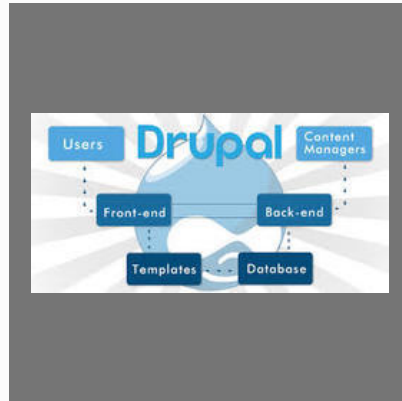 Users
Drupal
Content
Managers
Front-end
Back-end
Templates
Database